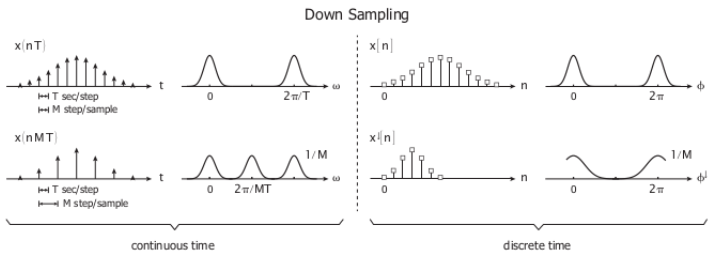 Down Sampling
x(nT)
t
T sec/step
M step/sample
0
2π/T
ω
x[n]
0
n
0
2π
ϕ
x(nMT)
t
T sec/step
M step/sample
0
2π/MT
1/M
ω
x↓[n]
0
n
0
2π
1/M
ϕ↓
continuous time
discrete time